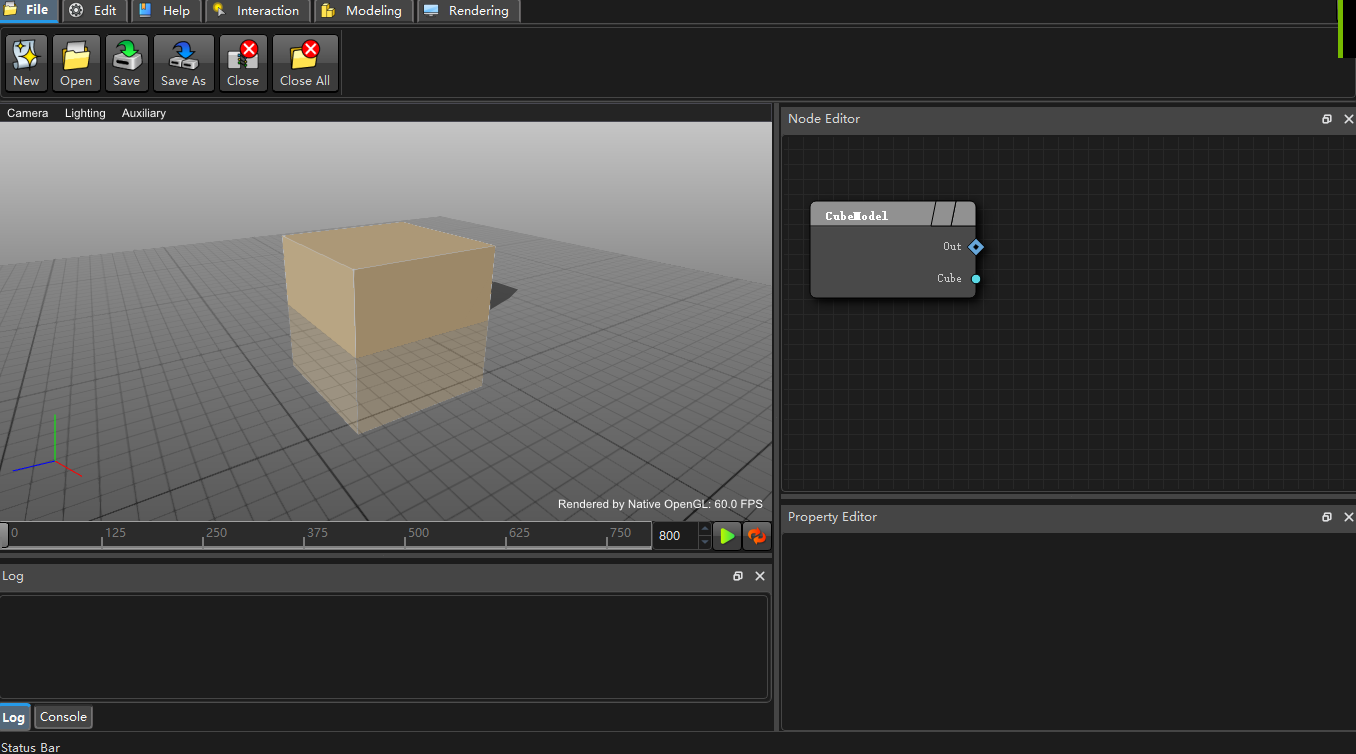 File Edit Help Interaction Modeling Rendering
New Open Save Save As Close Close All
Camera Lighting Auxiliary
Node Editor
CubeModel
Out
Cube
Rendered by Native OpenGL: 60.0 FPS
0 125 250 375 500 625 750 800
Property Editor
Log
Log Console
Status Bar